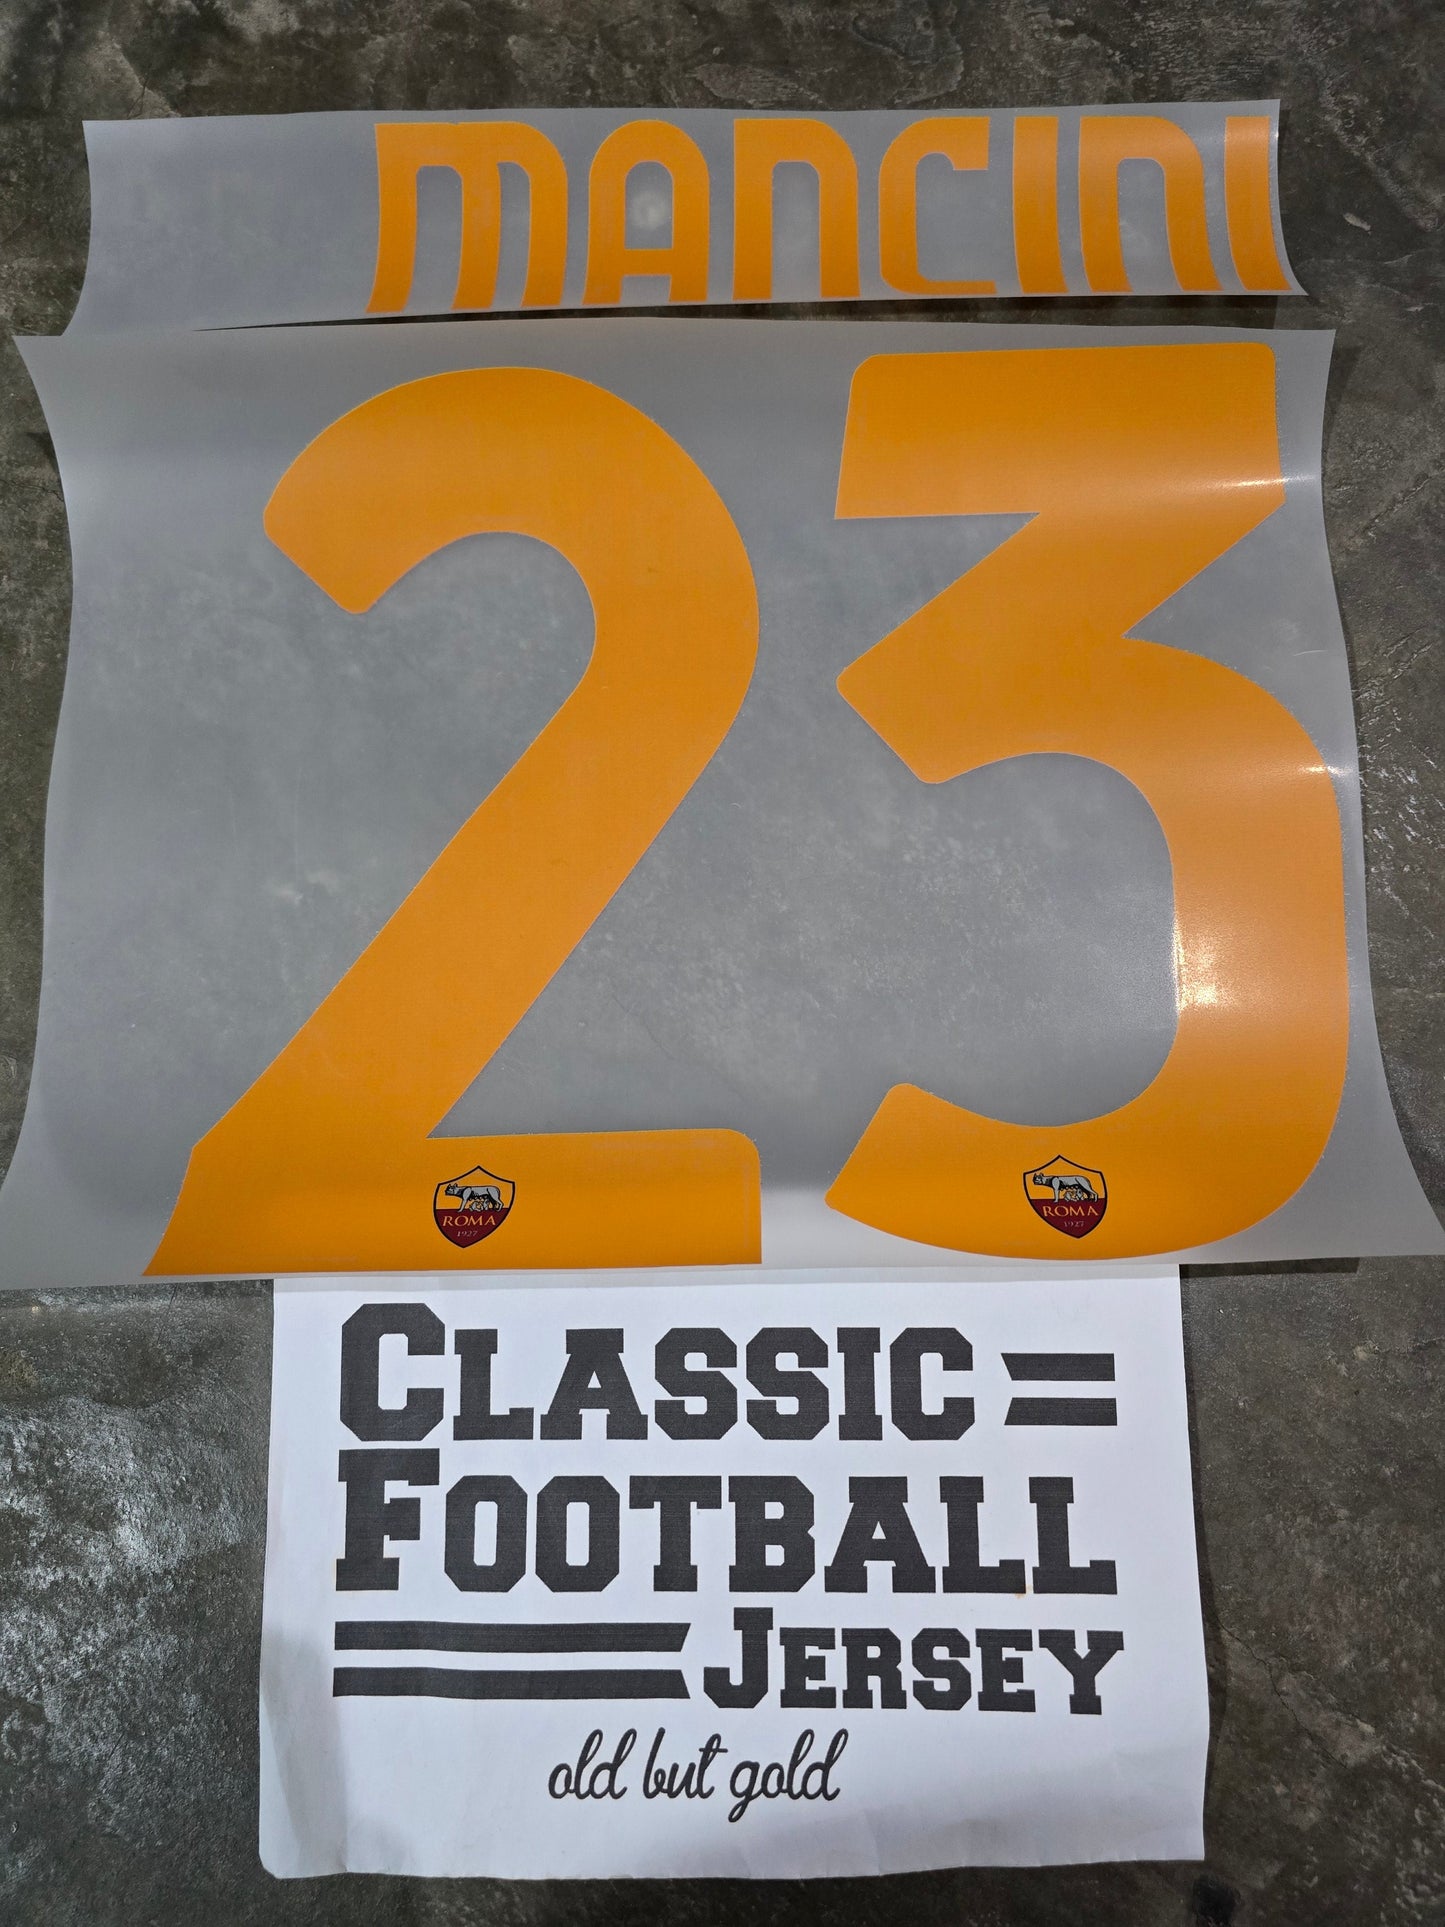 MANCINI
23
ROMA
1927
ROMA
1927
CLASSIC
FOOTBALL
JERSEY
old but gold